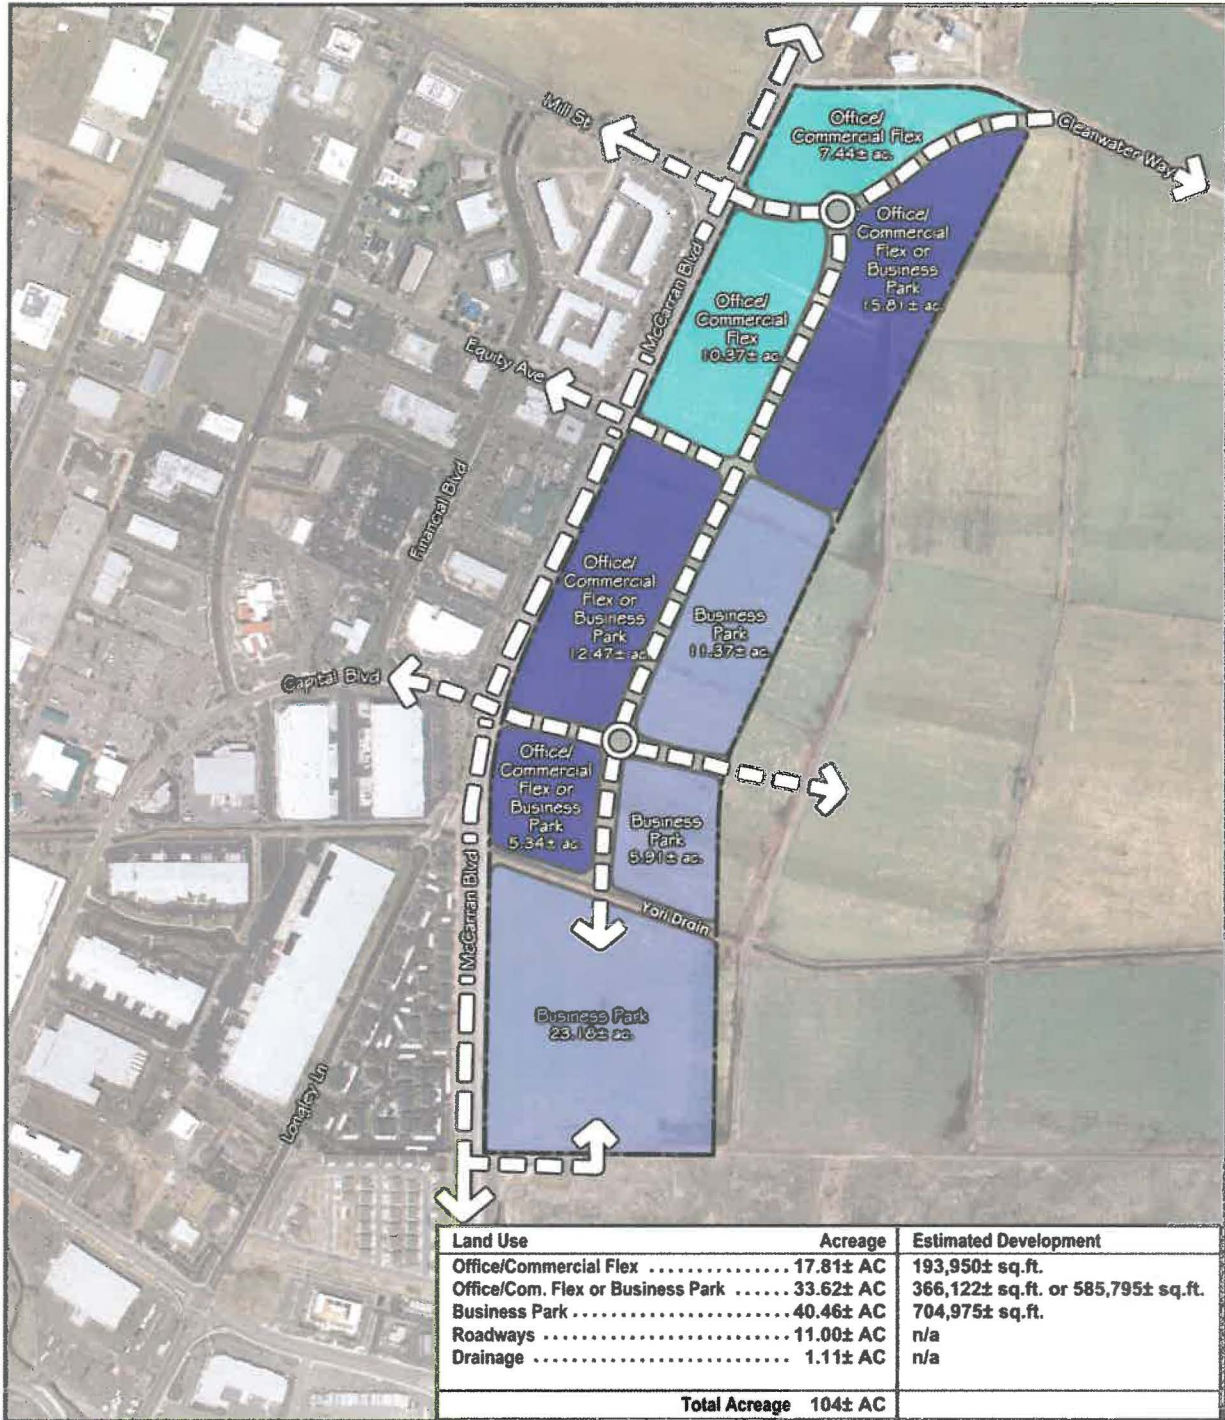 Mill St
Office/
Commercial Flex
7.44± ac.
Clearwater Way
Office/
Commercial
Flex or
Business
Park
15.81± ac.
McCarran Blvd
Office/
Commercial
Flex
10.37± ac.
Equity Ave
Financial Blvd
Office/
Commercial
Flex or
Business
Park
12.47± ac.
Business
Park
11.37± ac.
Capital Blvd
Office/
Commercial
Flex or
Business
Park
5.34± ac.
Business
Park
5.91± ac.
McCarran Blvd
Yori Drain
Business Park
23.18± ac.
Longley Ln
Land Use Acreage Estimated Development
Office/Commercial Flex .............. 17.81± AC 193,950± sq.ft.
Office/Com. Flex or Business Park ...... 33.62± AC 366,122± sq.ft. or 585,795± sq.ft.
Business Park ...................... 40.46± AC 704,975± sq.ft.
Roadways .......................... 11.00± AC n/a
Drainage ........................... 1.11± AC n/a
Total Acreage 104± AC